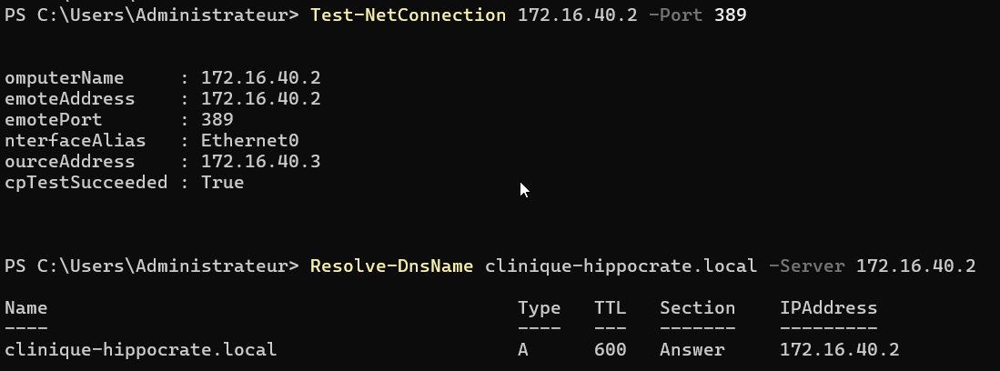 PS C:\Users\Administrateur> Test-NetConnection 172.16.40.2 -Port 389
omputerName     : 172.16.40.2
emoteAddress    : 172.16.40.2
emotePort       : 389
nterfaceAlias   : Ethernet0
ourceAddress    : 172.16.40.3
cpTestSucceeded : True
PS C:\Users\Administrateur> Resolve-DnsName clinique-hippocrate.local -Server 172.16.40.2
Name                                           Type   TTL   Section    IPAddress
----                                           ----   ---   -------    ---------
clinique-hippocrate.local                      A      600   Answer     172.16.40.2